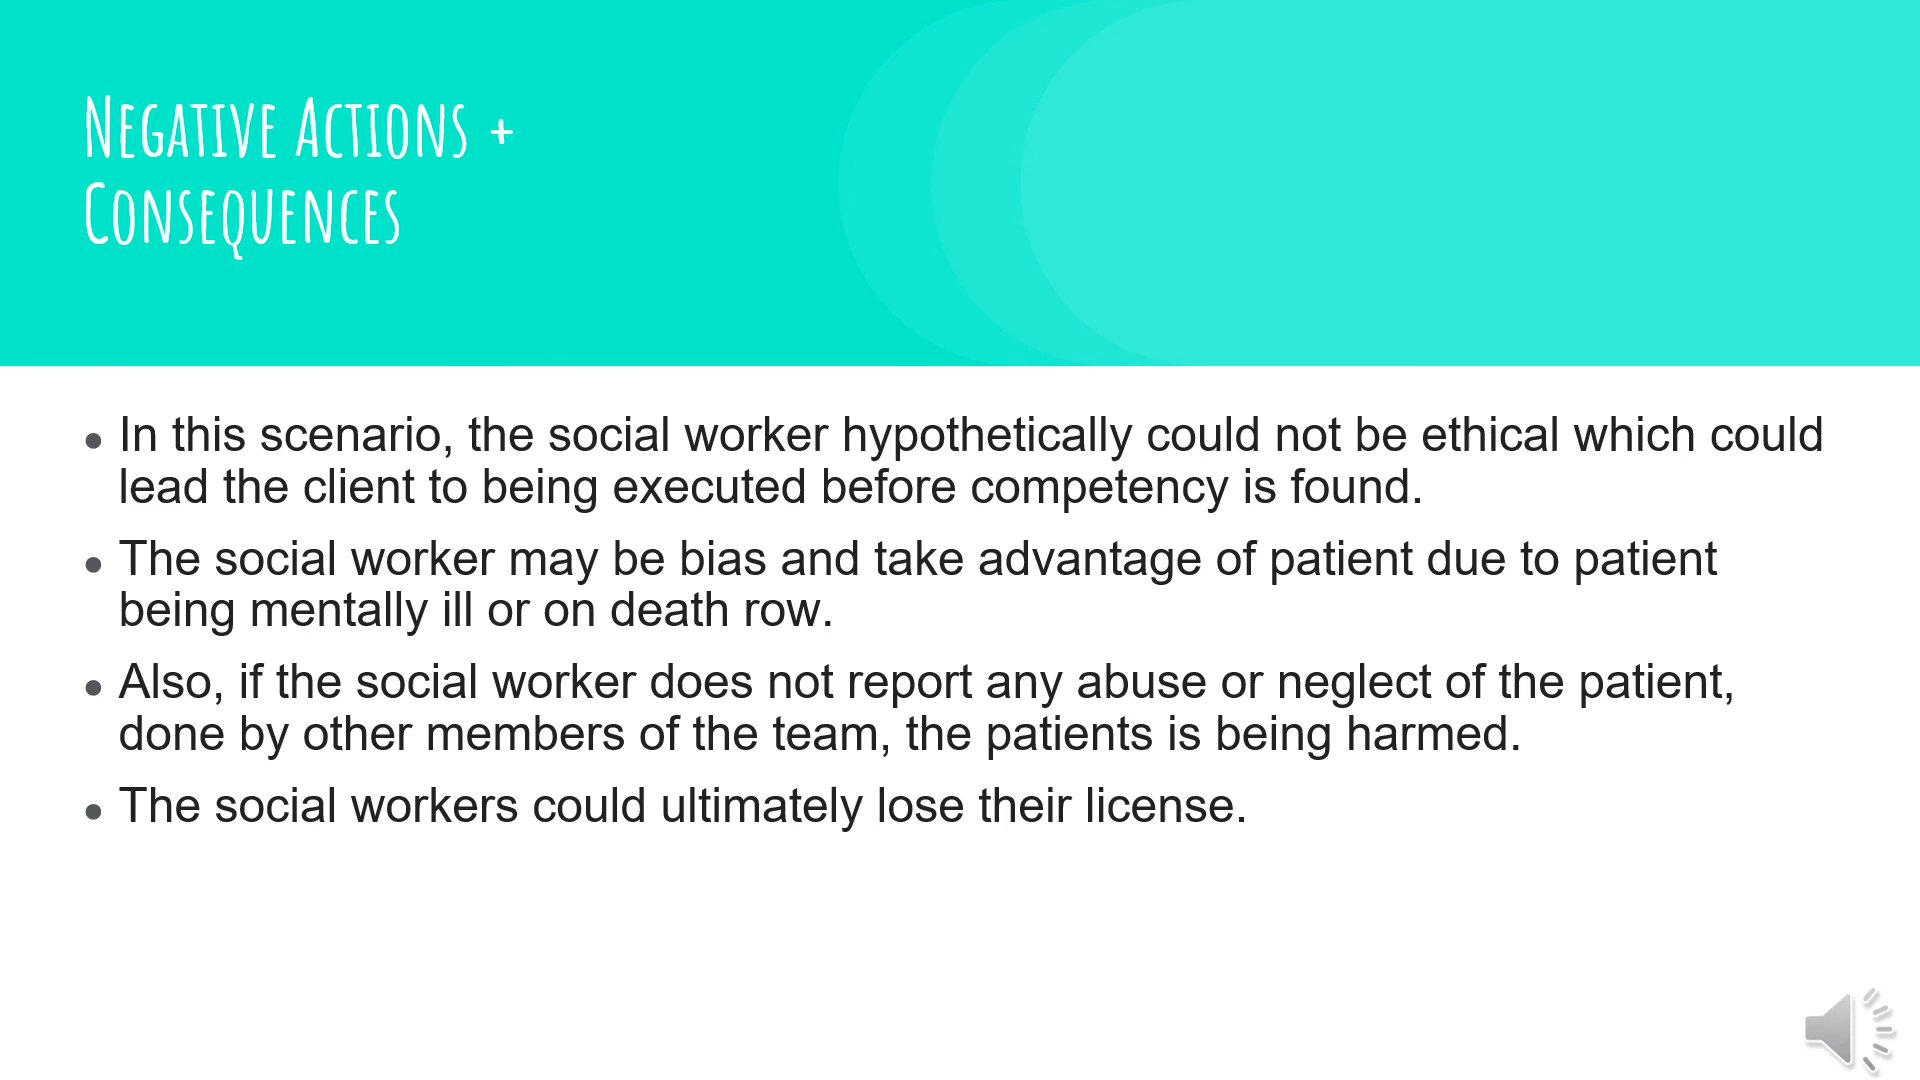 Negative Actions +
Consequences
• In this scenario, the social worker hypothetically could not be ethical which could
lead the client to being executed before competency is found.
• The social worker may be bias and take advantage of patient due to patient
being mentally ill or on death row.
• Also, if the social worker does not report any abuse or neglect of the patient,
done by other members of the team, the patients is being harmed.
• The social workers could ultimately lose their license.